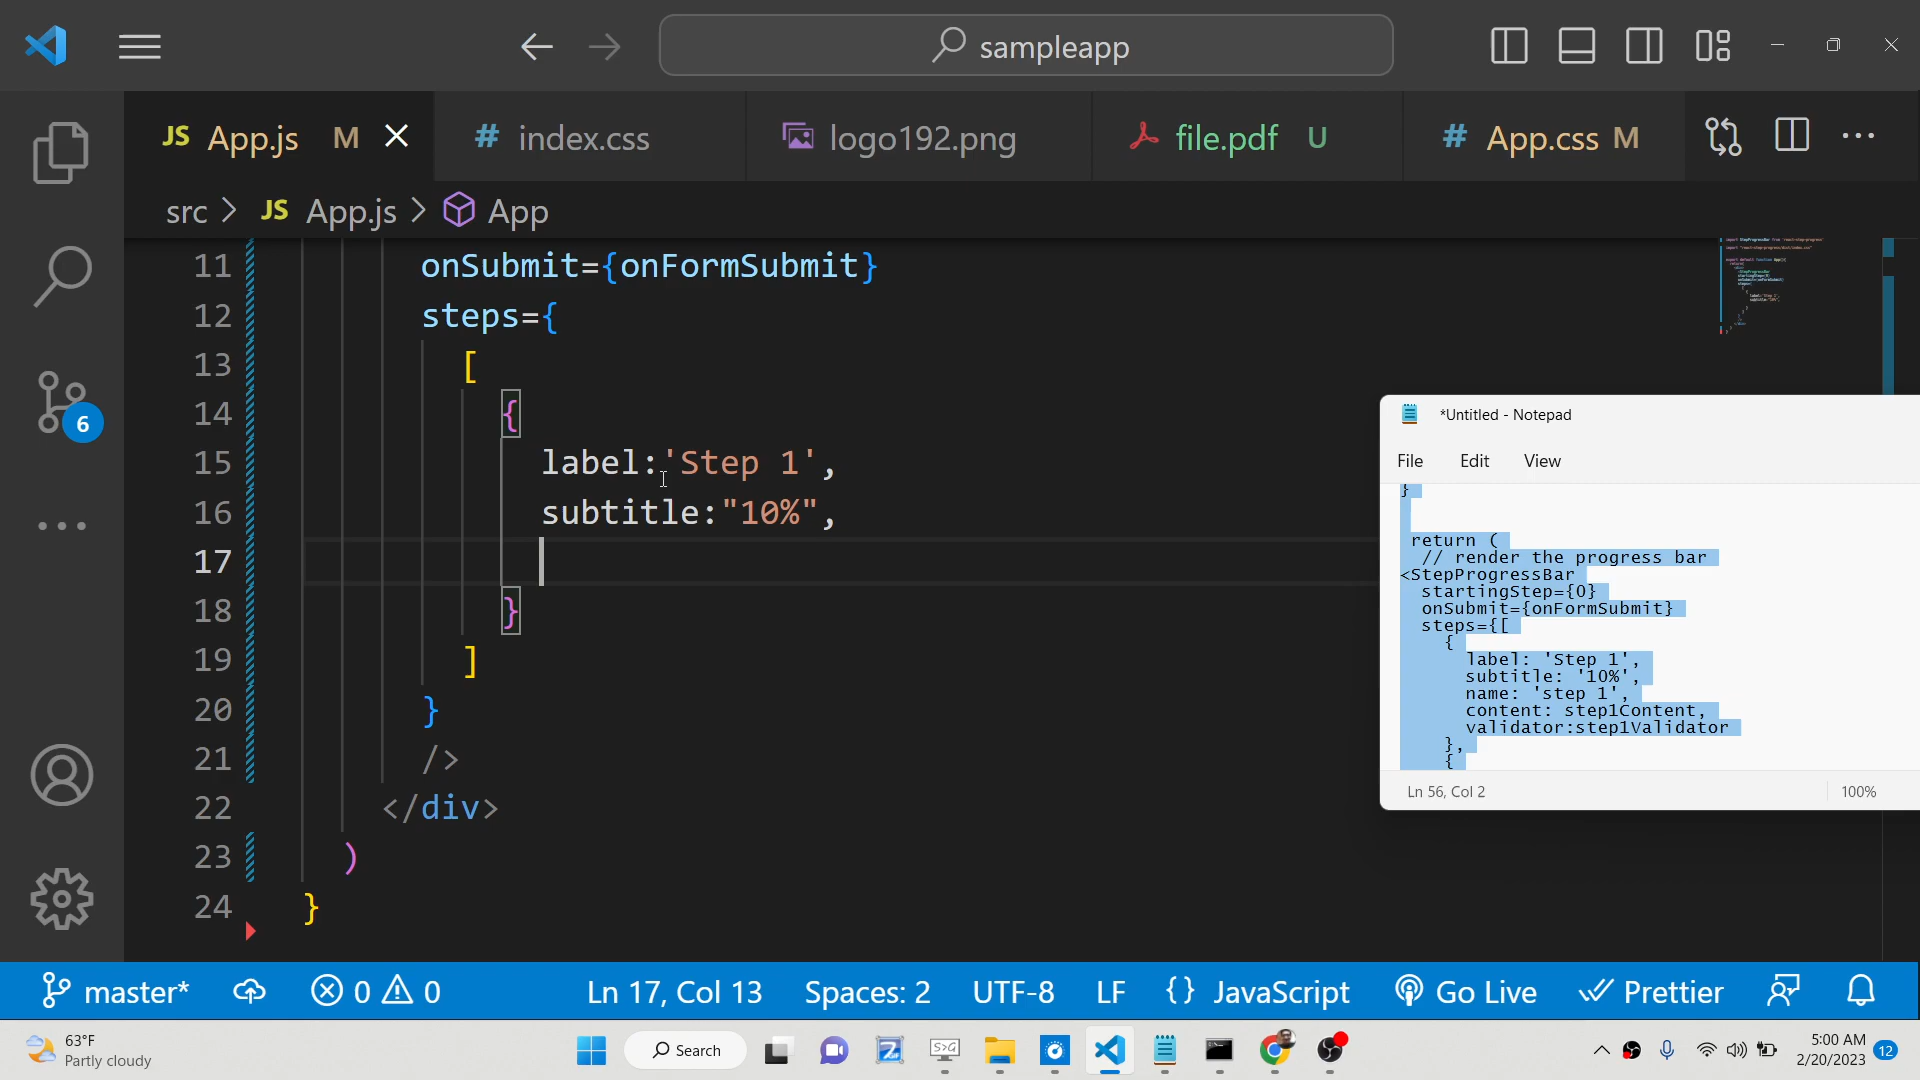 sampleapp
JS App.js M
# index.css
logo192.png
file.pdf U
# App.css M
src > JS App.js > App
11 onSubmit={onFormSubmit}
12 steps={
13 [
14 {
15 label:'Step 1',
16 subtitle:"10%",
17
18 }
19 ]
20 }
21 />
22 </div>
23 )
24 }
6
*Untitled - Notepad
File Edit View
}
return (
// render the progress bar
<StepProgressBar
startingStep={0}
onSubmit={onFormSubmit}
steps={[
{
label: 'Step 1',
subtitle: '10%',
name: 'step 1',
content: step1Content,
validator:step1Validator
},
{
Ln 56, Col 2 100%
master* 0 0 Ln 17, Col 13 Spaces: 2 UTF-8 LF {} JavaScript Go Live Prettier
63°F
Partly cloudy
Search
5:00 AM
2/20/2023
12